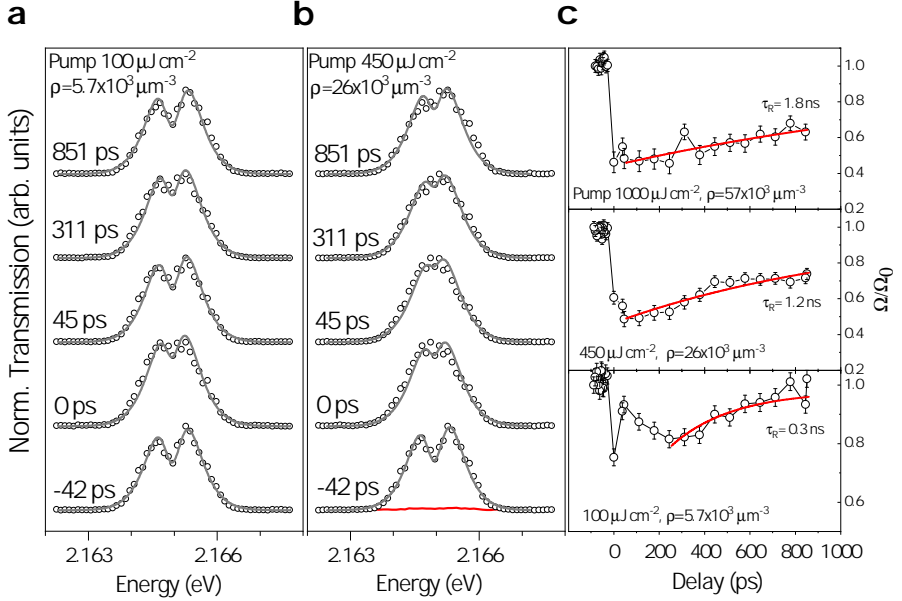 a
b
c
Norm. Transmission (arb. units)
Pump 100 μJ cm-2
ρ=5.7x10³ μm-3
851 ps
311 ps
45 ps
0 ps
-42 ps
2.163
2.166
Energy (eV)
Pump 450 μJ cm-2
ρ=26x10³ μm-3
851 ps
311 ps
45 ps
0 ps
-42 ps
2.163
2.166
Energy (eV)
1.0
0.8
τR = 1.8 ns
0.6
0.4
Pump 1000 μJ cm-2, ρ=57x10³ μm-3
0.2
1.0
0.8
τR = 1.2 ns
0.6
0.4
450 μJ cm-2, ρ=26x10³ μm-3
0.2
1.0
τR = 0.3 ns
0.8
0.6
100 μJ cm-2, ρ=5.7x10³ μm-3
Ω/Ω0
0 200 400 600 800 1000
Delay (ps)